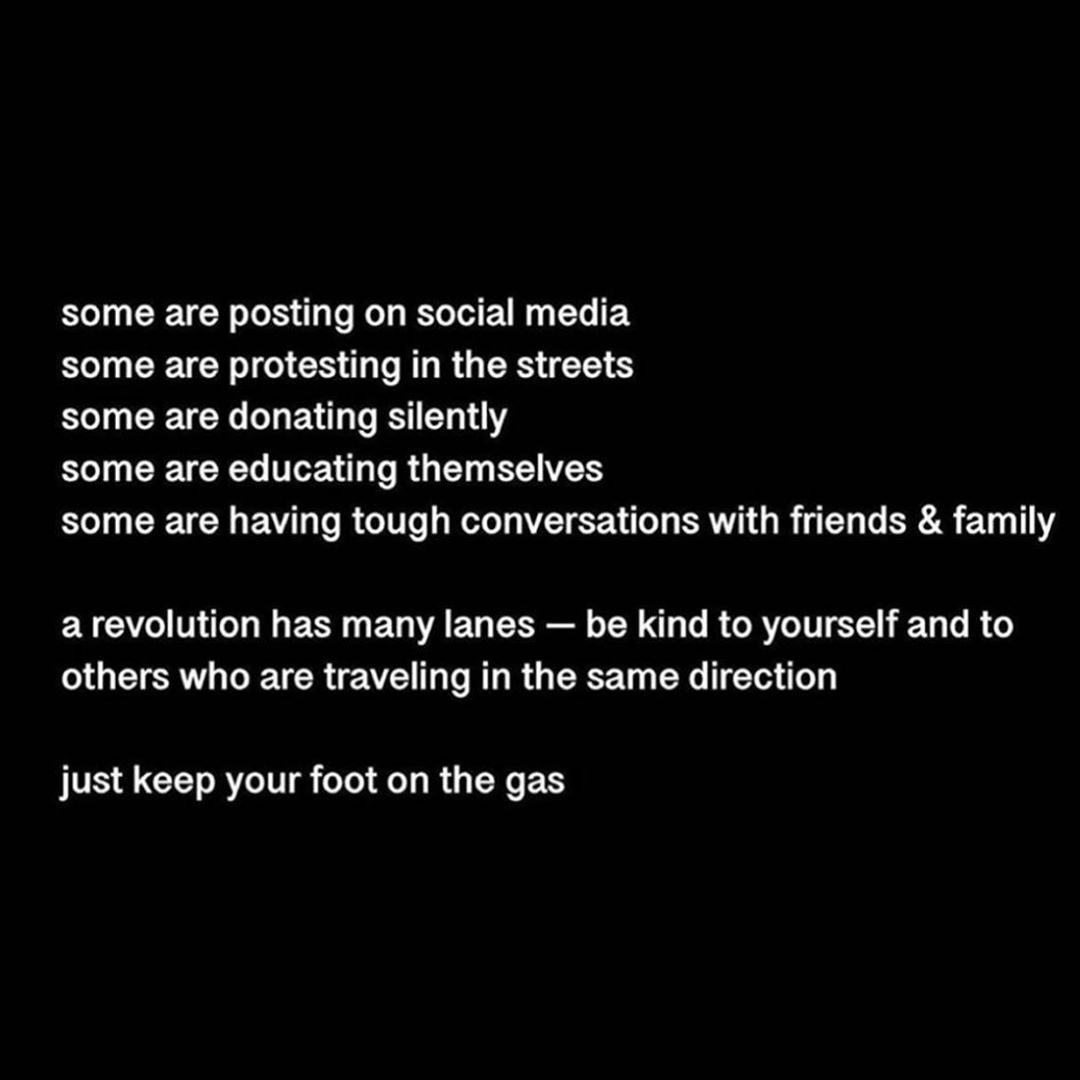 some are posting on social media
some are protesting in the streets
some are donating silently
some are educating themselves
some are having tough conversations with friends & family
a revolution has many lanes — be kind to yourself and to
others who are traveling in the same direction
just keep your foot on the gas